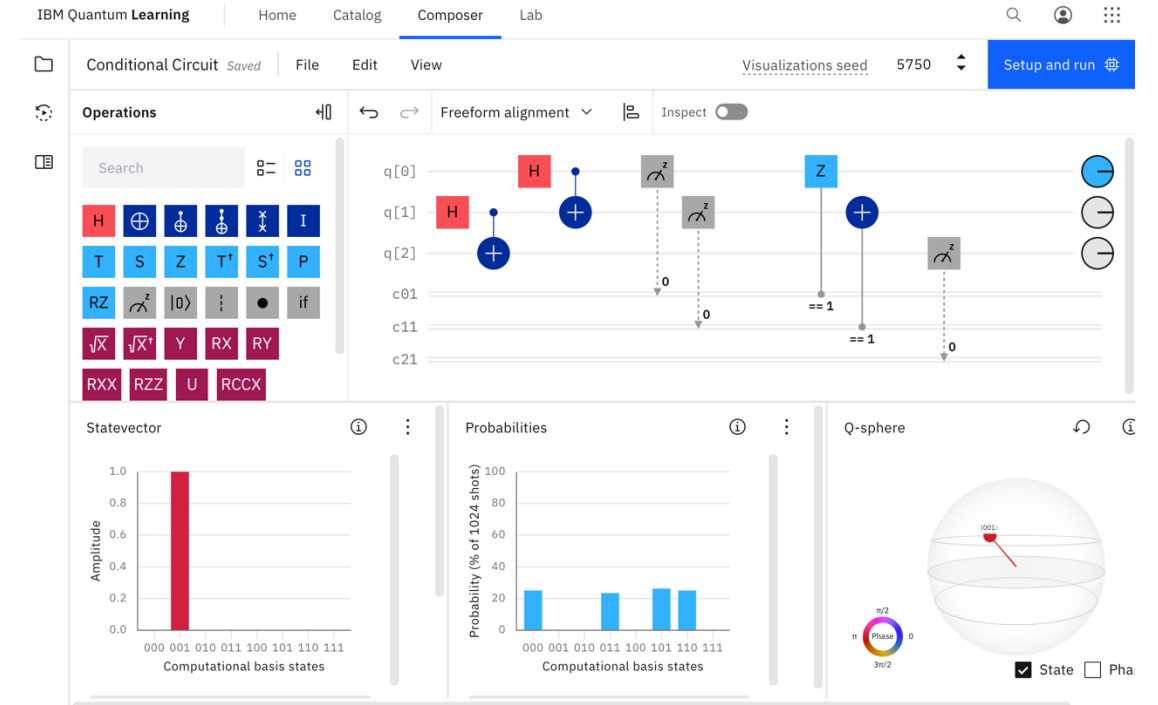 IBM Quantum Learning Home Catalog Composer Lab
Conditional Circuit Saved File Edit View Visualizations seed 5750 Setup and run
Operations Freeform alignment Inspect
Search
H I
T S Z T† S† P
RZ z |0⟩ if
√X √X† Y RX RY
RXX RZZ U RCCX
q[0] H z Z
q[1] H z
q[2] z
c01 0 == 1
c11 0 == 1
c21 0
Statevector
Amplitude
1.0
0.8
0.6
0.4
0.2
0.0
000 001 010 011 100 101 110 111
Computational basis states
Probabilities
Probability (% of 1024 shots)
100
80
60
40
20
0
000 001 010 011 100 101 110 111
Computational basis states
Q-sphere
|001⟩
π/2
π Phase 0
3π/2
State Pha